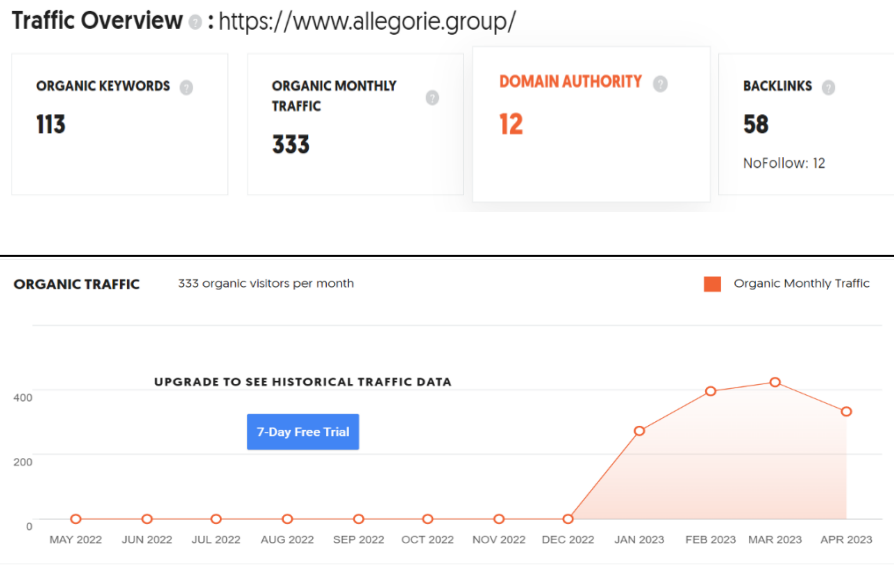 Traffic Overview ? : https://www.allegorie.group/
ORGANIC KEYWORDS ?
113
ORGANIC MONTHLY
TRAFFIC ?
333
DOMAIN AUTHORITY ?
12
BACKLINKS ?
58
NoFollow: 12
ORGANIC TRAFFIC 333 organic visitors per month Organic Monthly Traffic
UPGRADE TO SEE HISTORICAL TRAFFIC DATA
7-Day Free Trial
400
200
0
MAY 2022 JUN 2022 JUL 2022 AUG 2022 SEP 2022 OCT 2022 NOV 2022 DEC 2022 JAN 2023 FEB 2023 MAR 2023 APR 2023